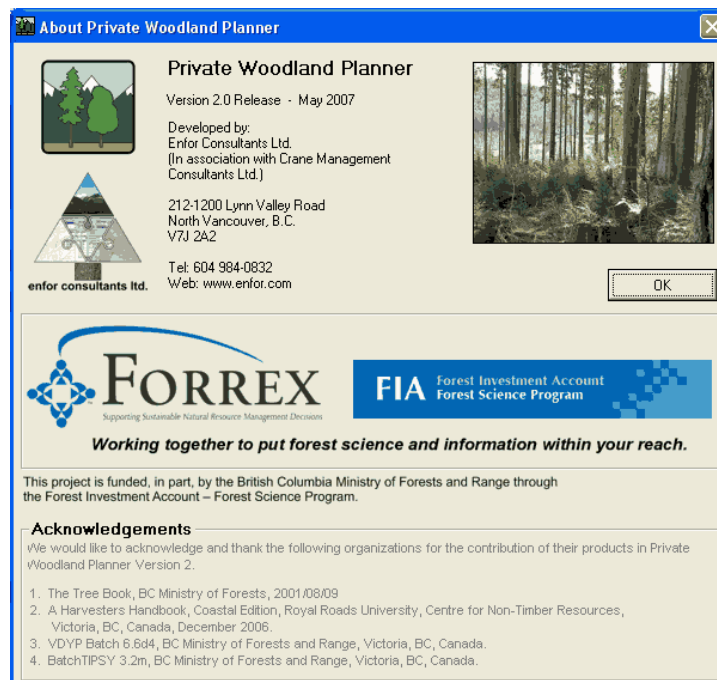 About Private Woodland Planner
Private Woodland Planner
Version 2.0 Release - May 2007
Developed by:
Enfor Consultants Ltd.
(In association with Crane Management
Consultants Ltd.)
212-1200 Lynn Valley Road
North Vancouver, B.C.
V7J 2A2
Tel: 604 984-0832
Web: www.enfor.com
enfor consultants ltd.
OK
FORREX
Supporting Sustainable Natural Resource Management Decisions
FIA Forest Investment Account
Forest Science Program
Working together to put forest science and information within your reach.
This project is funded, in part, by the British Columbia Ministry of Forests and Range through
the Forest Investment Account – Forest Science Program.
Acknowledgements
We would like to acknowledge and thank the following organizations for the contribution of their products in Private
Woodland Planner Version 2.
1. The Tree Book, BC Ministry of Forests, 2001/08/09
2. A Harvesters Handbook, Coastal Edition, Royal Roads University, Centre for Non-Timber Resources,
Victoria, BC, Canada, December 2006.
3. VDYP Batch 6.6d4, BC Ministry of Forests and Range, Victoria, BC, Canada.
4. BatchTIPSY 3.2m, BC Ministry of Forests and Range, Victoria, BC, Canada.